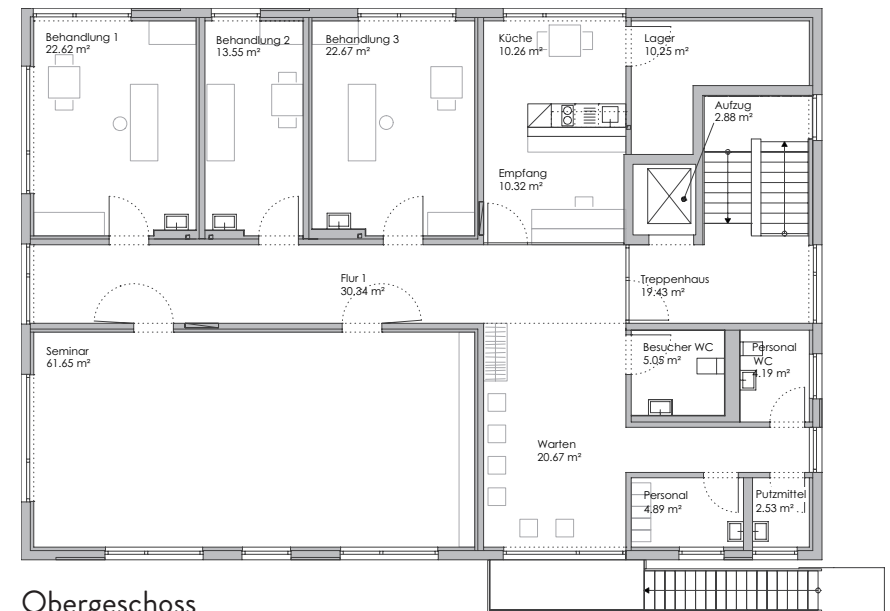 Behandlung 1
22.62 m²
Behandlung 2
13.55 m²
Behandlung 3
22.67 m²
Küche
10.26 m²
Lager
10,25 m²
Aufzug
2.88 m²
Empfang
10.32 m²
Flur 1
30.34 m²
Treppenhaus
19.43 m²
Seminar
61.65 m²
Besucher WC
5.05 m²
Personal
WC
4.19 m²
Warten
20.67 m²
Personal
4.89 m²
Putzmittel
2.53 m²
Obergeschoss